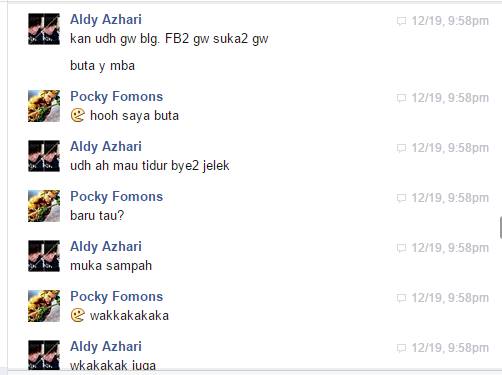 Aldy Azhari 12/19, 9:58pm
kan udh gw blg. FB2 gw suka2 gw
buta y mba
Pocky Fomons 12/19, 9:58pm
hooh saya buta
Aldy Azhari 12/19, 9:58pm
udh ah mau tidur bye2 jelek
Pocky Fomons 12/19, 9:58pm
baru tau?
Aldy Azhari 12/19, 9:58pm
muka sampah
Pocky Fomons 12/19, 9:58pm
wakkakakaka
Aldy Azhari 12/19, 9:58pm
wkakakak juga